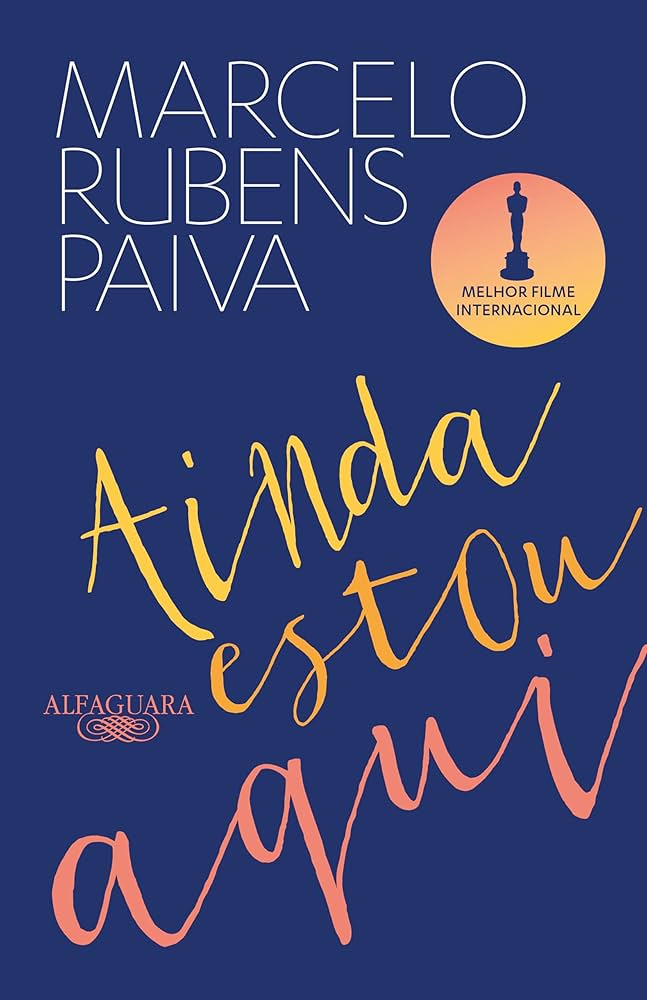 MARCELO
RUBENS
PAIVA
MELHOR FILME
INTERNACIONAL
Ainda
estou
aqui
ALFAGUARA